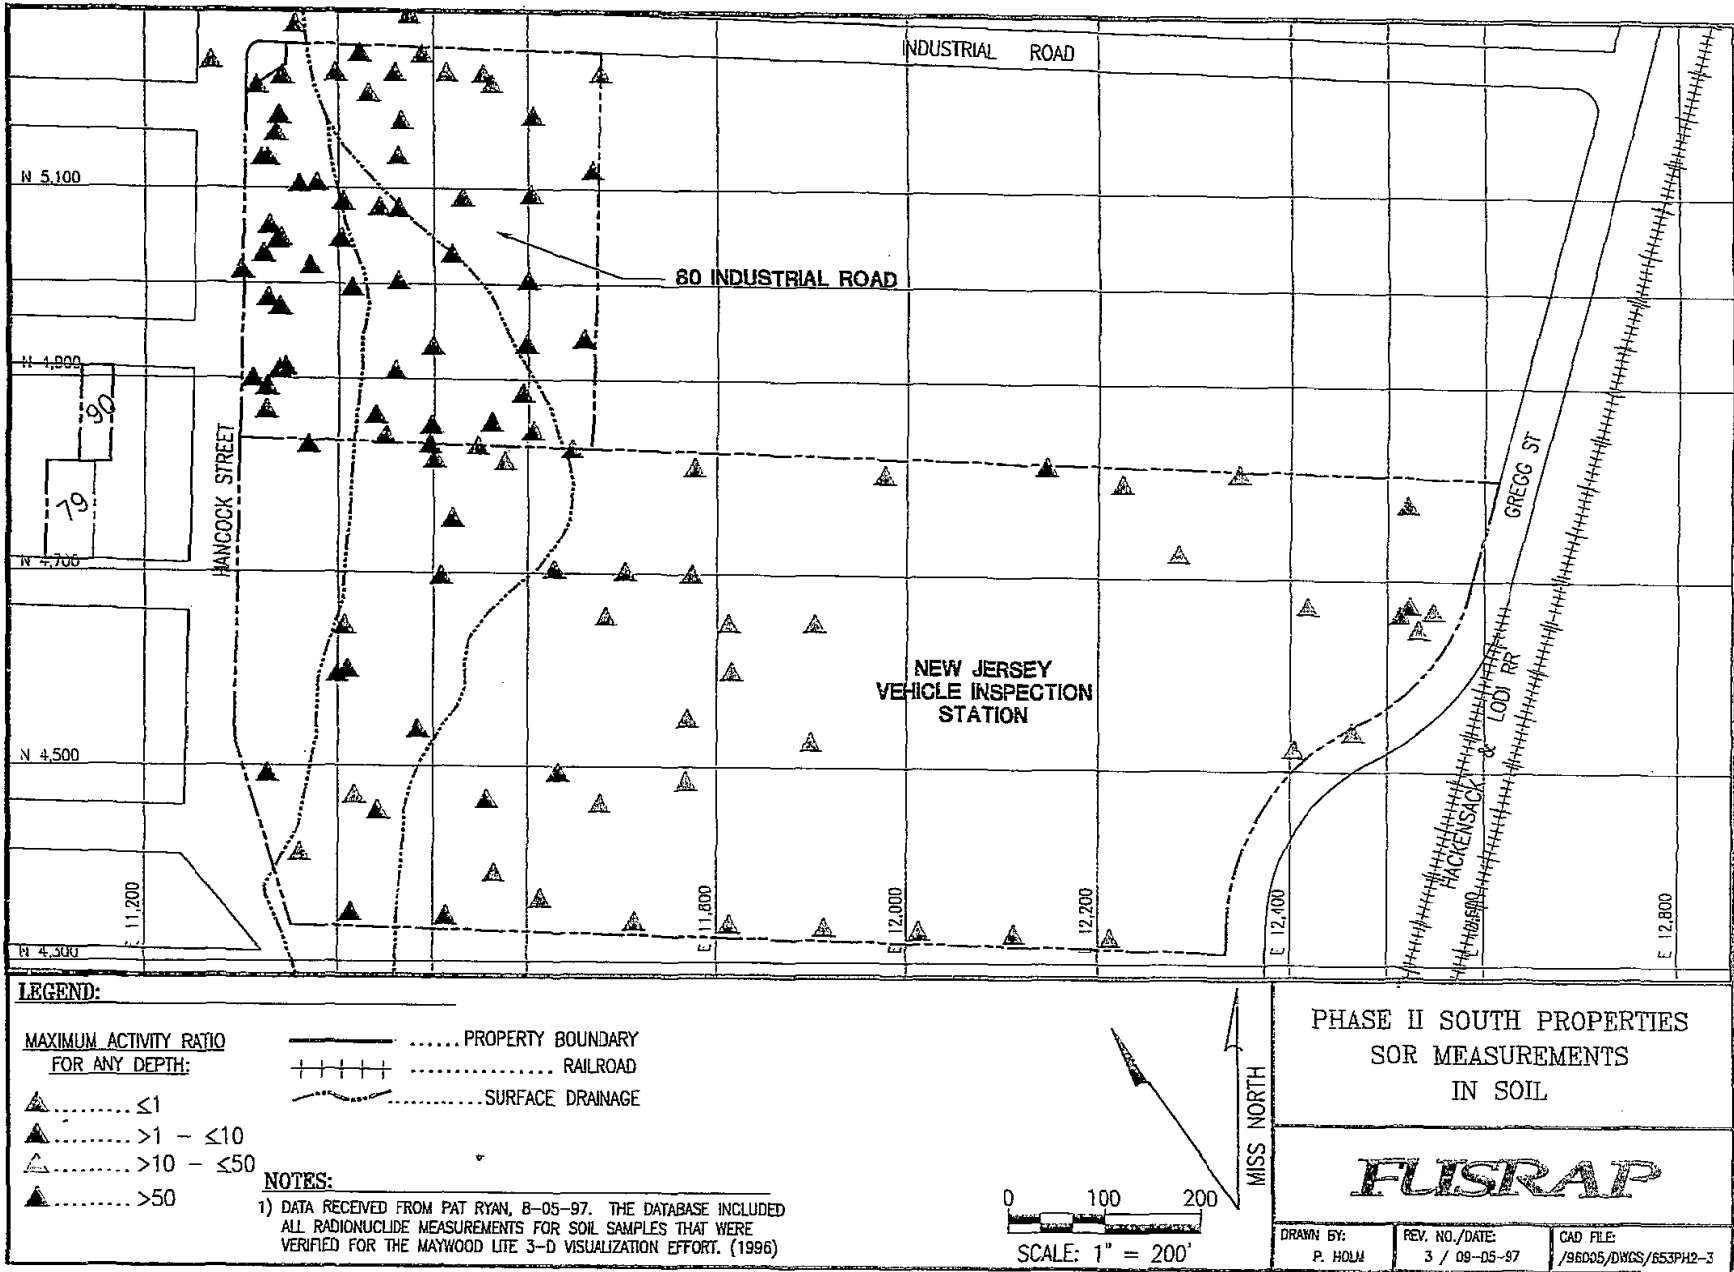 INDUSTRIAL ROAD
N 5,100
80 INDUSTRIAL ROAD
N 4,900
90
79
HANCOCK STREET
GREGG ST
N 4,700
NEW JERSEY
VEHICLE INSPECTION
STATION
HACKENSACK & LODI RR
N 4,500
N 4,300
E 11,200
E 11,800
E 12,000
12,200
E 12,400
E 12,800
LEGEND:
MAXIMUM ACTIVITY RATIO
FOR ANY DEPTH:
.......... ≤1
.......... >1 - ≤10
.......... >10 - ≤50
.......... >50
...... PROPERTY BOUNDARY
.............. RAILROAD
.......... SURFACE DRAINAGE
NOTES:
1) DATA RECEIVED FROM PAT RYAN, 8-05-97. THE DATABASE INCLUDED
ALL RADIONUCLIDE MEASUREMENTS FOR SOIL SAMPLES THAT WERE
VERIFIED FOR THE MAYWOOD LITE 3-D VISUALIZATION EFFORT. (1996)
MISS NORTH
0 100 200
SCALE: 1" = 200'
PHASE II SOUTH PROPERTIES
SOR MEASUREMENTS
IN SOIL
FUSRAP
DRAWN BY:
P. HOLM
REV. NO./DATE:
3 / 09-05-97
CAD FILE:
/96005/DWGS/653PH2-3